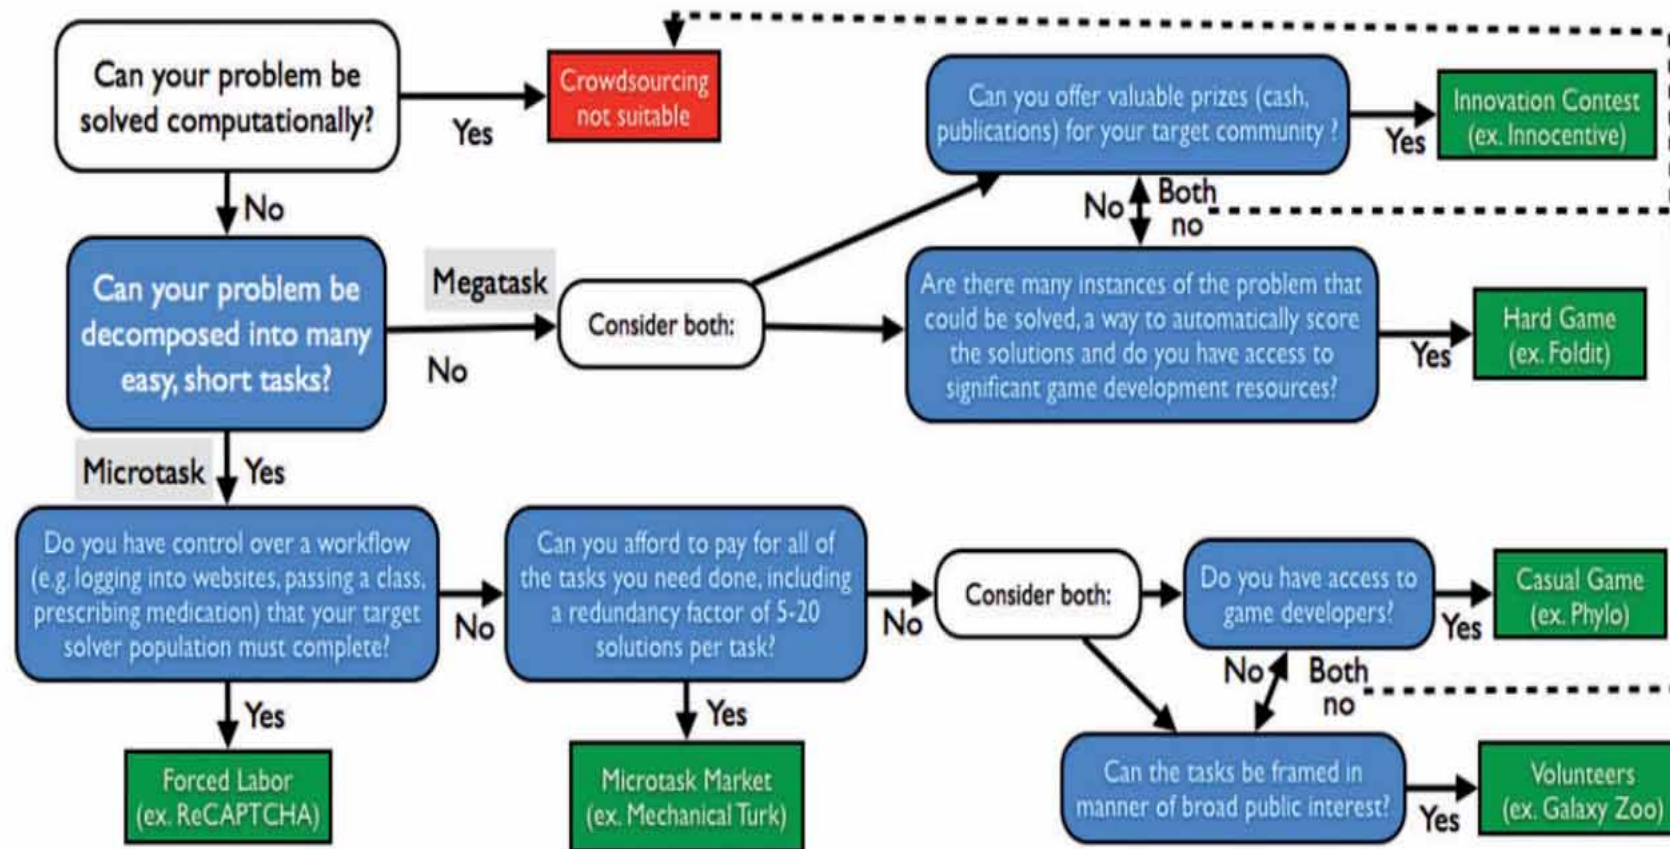 Can your problem be
solved computationally?
Yes
Crowdsourcing
not suitable
Can you offer valuable prizes (cash,
publications) for your target community ?
Yes
Innovation Contest
(ex. Innocentive)
No
No
Both
no
Can your problem be
decomposed into many
easy, short tasks?
Megatask
No
Consider both:
Are there many instances of the problem that
could be solved, a way to automatically score
the solutions and do you have access to
significant game development resources?
Yes
Hard Game
(ex. Foldit)
Microtask
Yes
Do you have control over a workflow
(e.g. logging into websites, passing a class,
prescribing medication) that your target
solver population must complete?
No
Can you afford to pay for all of
the tasks you need done, including
a redundancy factor of 5-20
solutions per task?
No
Consider both:
Do you have access to
game developers?
Yes
Casual Game
(ex. Phylo)
No
Both
no
Yes
Forced Labor
(ex. ReCAPTCHA)
Yes
Microtask Market
(ex. Mechanical Turk)
Can the tasks be framed in
manner of broad public interest?
Yes
Volunteers
(ex. Galaxy Zoo)